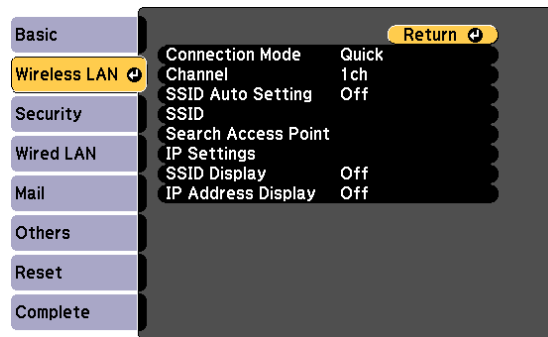 Basic
Wireless LAN
Security
Wired LAN
Mail
Others
Reset
Complete
Return
Connection Mode Quick
Channel 1ch
SSID Auto Setting Off
SSID
Search Access Point
IP Settings
SSID Display Off
IP Address Display Off